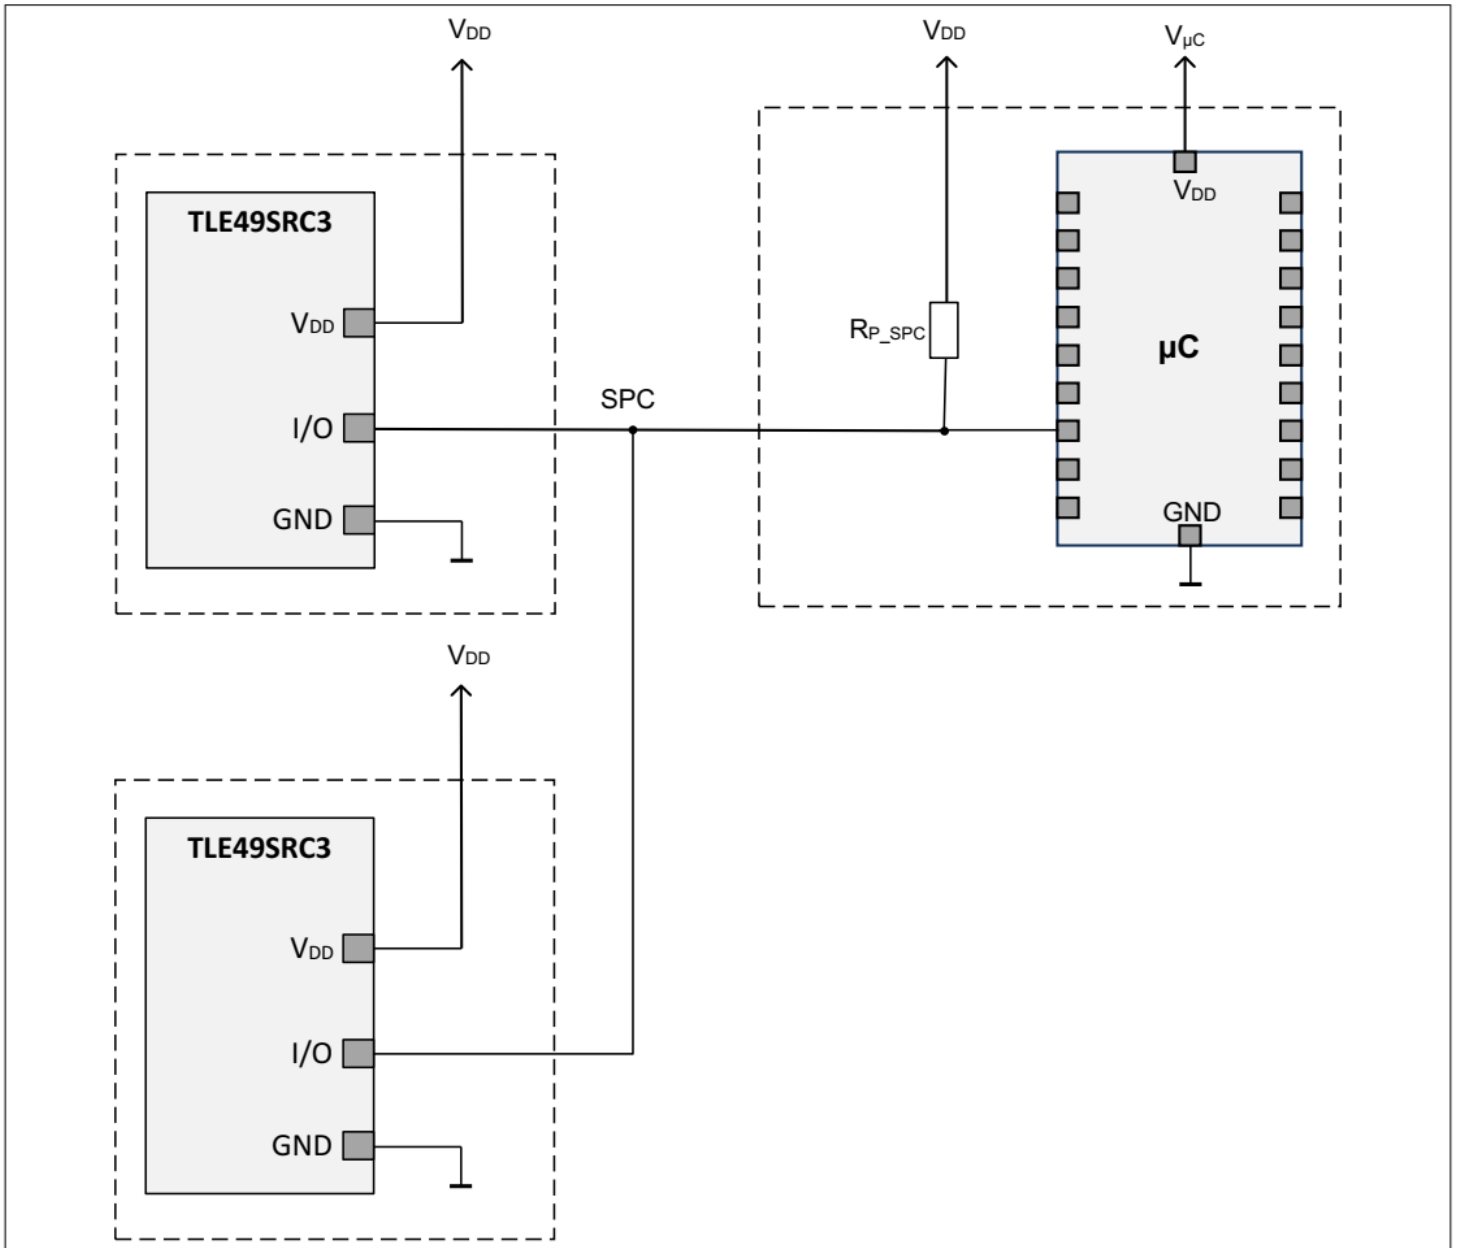 VDD
VDD
VµC
TLE49SRC3
VDD
I/O
GND
SPC
RP_SPC
VDD
µC
GND
VDD
TLE49SRC3
VDD
I/O
GND